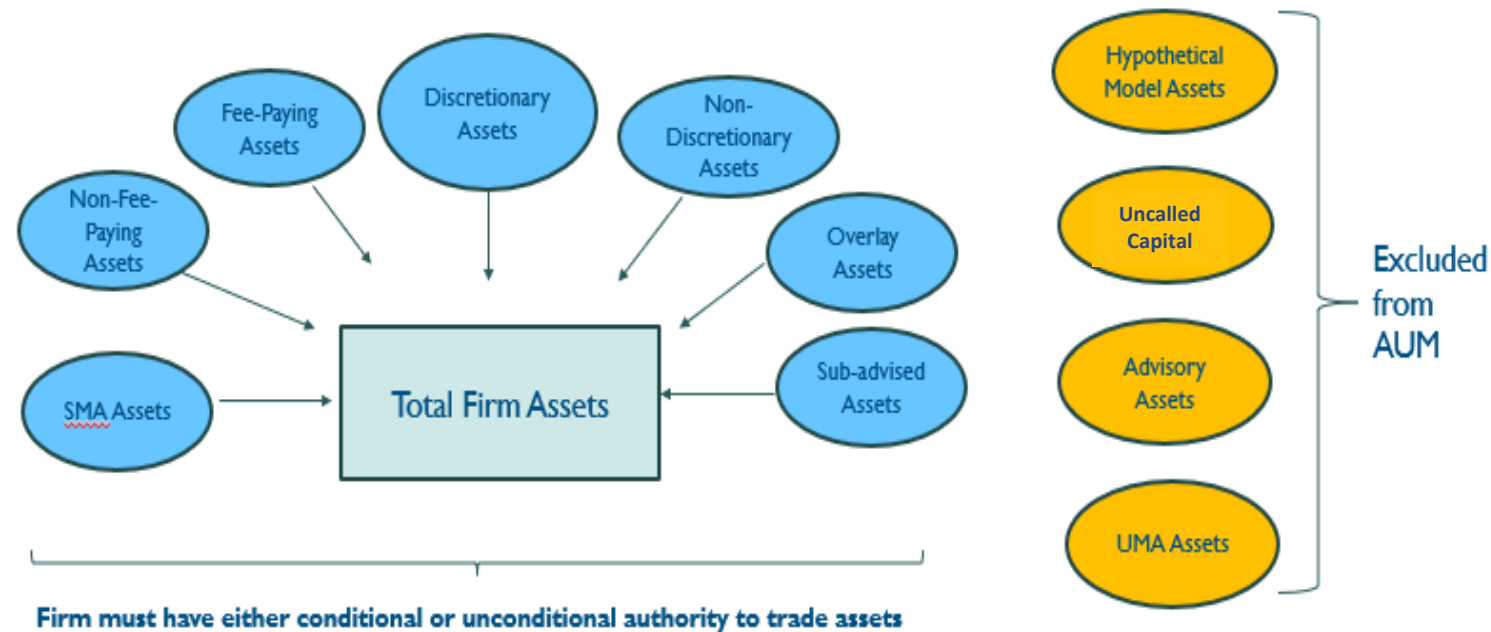 Fee-Paying
Assets
Discretionary
Assets
Non-
Discretionary
Assets
Non-Fee-
Paying
Assets
Overlay
Assets
SMA Assets
Total Firm Assets
Sub-advised
Assets
Firm must have either conditional or unconditional authority to trade assets
Hypothetical
Model Assets
Uncalled
Capital
Advisory
Assets
UMA Assets
Excluded
from
AUM